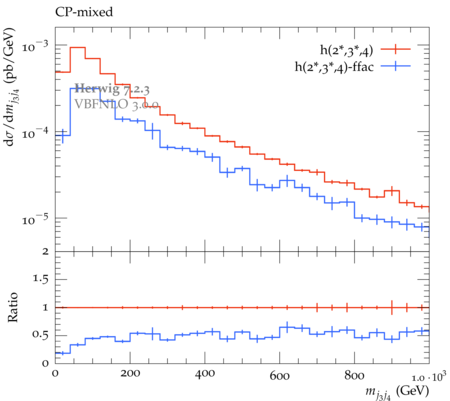 CP-mixed
h(2*,3*,4)
h(2*,3*,4)-ffac
Herwig 7.2.3
VBFNLO 3.0.0
10⁻³
10⁻⁴
10⁻⁵
dσ/dm_{j₃j₄} (pb/GeV)
2
1.5
1
0.5
0
Ratio
0 200 400 600 800 1.0 · 10³
m_{j₃j₄} (GeV)